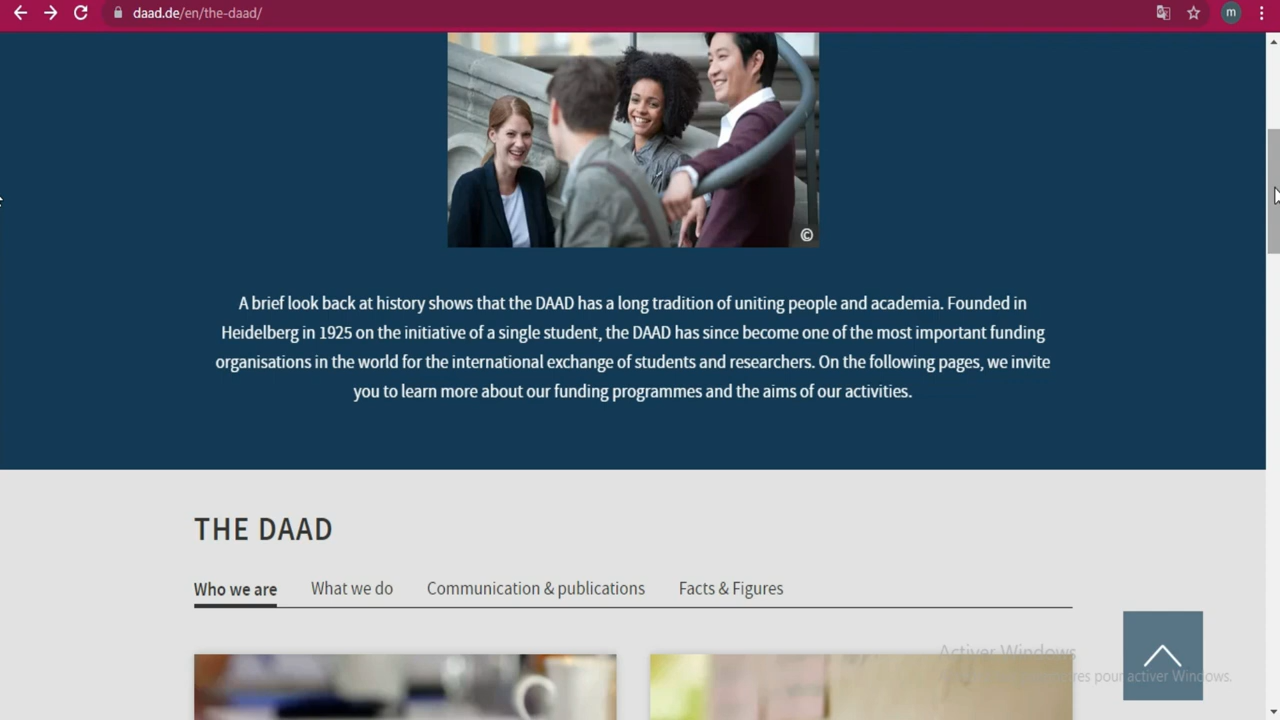 daad.de/en/the-daad/
m
©
A brief look back at history shows that the DAAD has a long tradition of uniting people and academia. Founded in
Heidelberg in 1925 on the initiative of a single student, the DAAD has since become one of the most important funding
organisations in the world for the international exchange of students and researchers. On the following pages, we invite
you to learn more about our funding programmes and the aims of our activities.
THE DAAD
Who we are What we do Communication & publications Facts & Figures
Activer Windows
pour activer Windows.